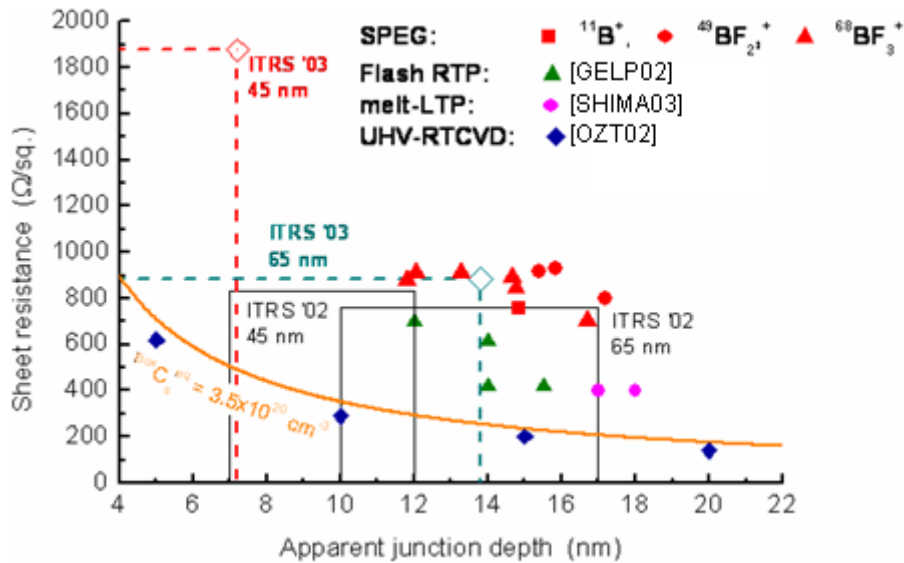 2000
1800
1600
1400
1200
1000
800
600
400
200
0
Sheet resistance (Ω/sq.)
SPEG: ¹¹B⁺, ⁴⁹BF₂⁺, ⁶⁸BF₃⁺
Flash RTP: [GELP02]
melt-LTP: [SHIMA03]
UHV-RTCVD: [OZT02]
ITRS '03
45 nm
ITRS '03
65 nm
ITRS '02
45 nm
ITRS '02
65 nm
= 3.5x10²⁰ cm⁻³
4 6 8 10 12 14 16 18 20 22
Apparent junction depth (nm)